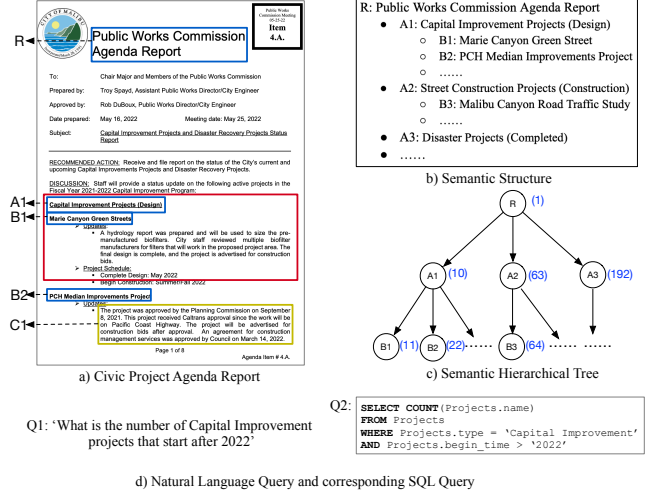 CITY OF MALIBU
Public Works
Commission Meeting
05-25-22
Item
4.A.
R
Public Works Commission
Agenda Report
To: Chair Major and Members of the Public Works Commission
Prepared by: Troy Spayd, Assistant Public Works Director/City Engineer
Approved by: Rob DuBoux, Public Works Director/City Engineer
Date prepared: May 16, 2022 Meeting date: May 25, 2022
Subject: Capital Improvement Projects and Disaster Recovery Projects Status
Report
RECOMMENDED ACTION: Receive and file report on the status of the City's current and
upcoming Capital Improvements Projects and Disaster Recovery Projects.
DISCUSSION: Staff will provide a status update on the following active projects in the
Fiscal Year 2021-2022 Capital Improvement Program:
A1
Capital Improvement Projects (Design)
B1
Marie Canyon Green Streets
➢ Updates:
▪ A hydrology report was prepared and will be used to size the pre-
manufactured biofilters. City staff reviewed multiple biofilter
manufacturers for filters that will work in the proposed project area. The
final design is complete, and the project is advertised for construction
bids.
➢ Project Schedule:
▪ Complete Design: May 2022
▪ Begin Construction: Summer/Fall 2022
B2
PCH Median Improvements Project
➢ Updates:
C1
▪ The project was approved by the Planning Commission on September
8, 2021. This project received Caltrans approval since the work will be
on Pacific Coast Highway. The project will be advertised for
construction bids after approval. An agreement for construction
management services was approved by Council on March 14, 2022.
Page 1 of 8
Agenda Item # 4.A.
a) Civic Project Agenda Report
R: Public Works Commission Agenda Report
● A1: Capital Improvement Projects (Design)
○ B1: Marie Canyon Green Street
○ B2: PCH Median Improvements Project
○ ......
● A2: Street Construction Projects (Construction)
○ B3: Malibu Canyon Road Traffic Study
○ ......
● A3: Disaster Projects (Completed)
● ......
b) Semantic Structure
R (1)
A1 (10) A2 (63) A3 (192)
B1 (11) B2 (22) ...... B3 (64) ...... ......
c) Semantic Hierarchical Tree
Q1: 'What is the number of Capital Improvement
projects that start after 2022'
Q2:
SELECT COUNT(Projects.name)
FROM Projects
WHERE Projects.type = 'Capital Improvement'
AND Projects.begin_time > '2022'
d) Natural Language Query and corresponding SQL Query